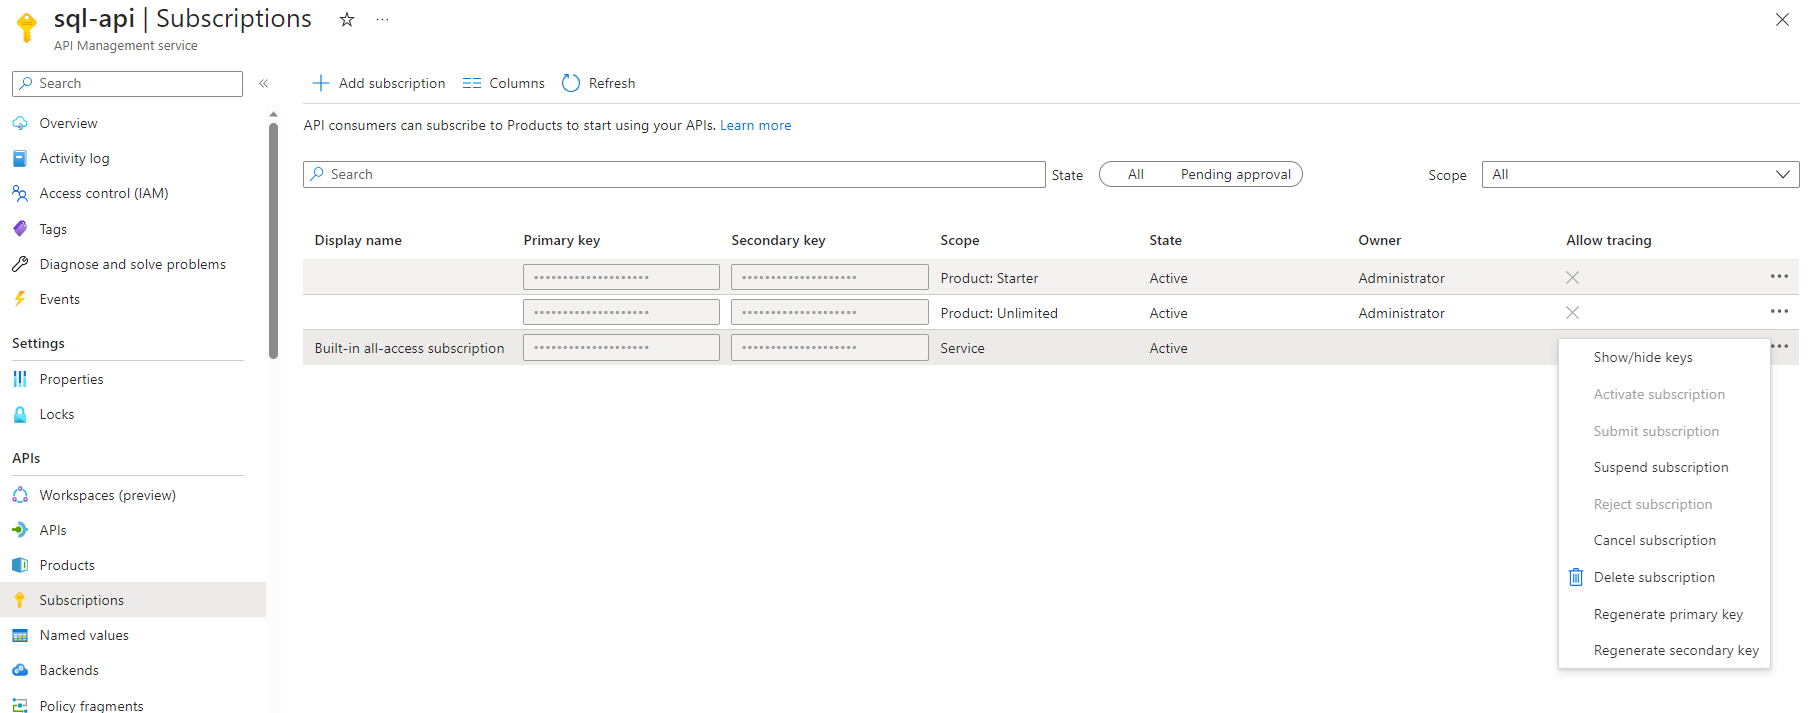 sql-api | Subscriptions
API Management service
Search
Overview
Activity log
Access control (IAM)
Tags
Diagnose and solve problems
Events
Settings
Properties
Locks
APIs
Workspaces (preview)
APIs
Products
Subscriptions
Named values
Backends
Policy fragments
Add subscription Columns Refresh
API consumers can subscribe to Products to start using your APIs. Learn more
Search State All Pending approval Scope All
Display name Primary key Secondary key Scope State Owner Allow tracing
Product: Starter Active Administrator
Product: Unlimited Active Administrator
Built-in all-access subscription Service Active
Show/hide keys
Activate subscription
Submit subscription
Suspend subscription
Reject subscription
Cancel subscription
Delete subscription
Regenerate primary key
Regenerate secondary key